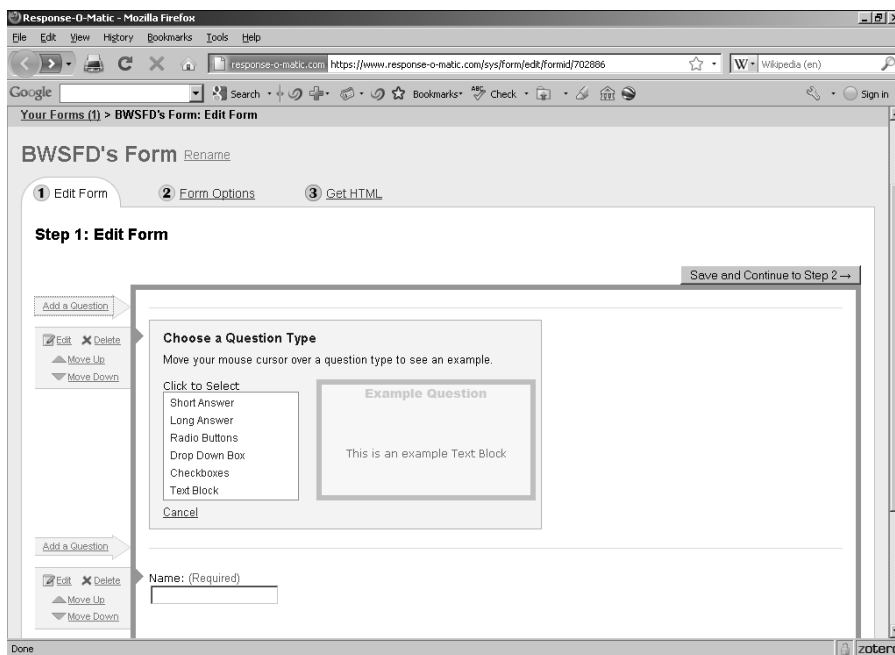 Response-O-Matic - Mozilla Firefox
File Edit View History Bookmarks Tools Help
response-o-matic.com https://www.response-o-matic.com/sys/form/edit/formid/702886 W Wikipedia (en)
Google Search Bookmarks ABC Check Sign in
Your Forms (1) > BWSFD's Form: Edit Form
BWSFD's Form Rename
1 Edit Form 2 Form Options 3 Get HTML
Step 1: Edit Form
Save and Continue to Step 2 →
Add a Question
Edit Delete
Move Up
Move Down
Choose a Question Type
Move your mouse cursor over a question type to see an example.
Click to Select
Short Answer
Long Answer
Radio Buttons
Drop Down Box
Checkboxes
Text Block
Example Question
This is an example Text Block
Cancel
Add a Question
Edit Delete
Move Up
Move Down
Name: (Required)
Done zoter